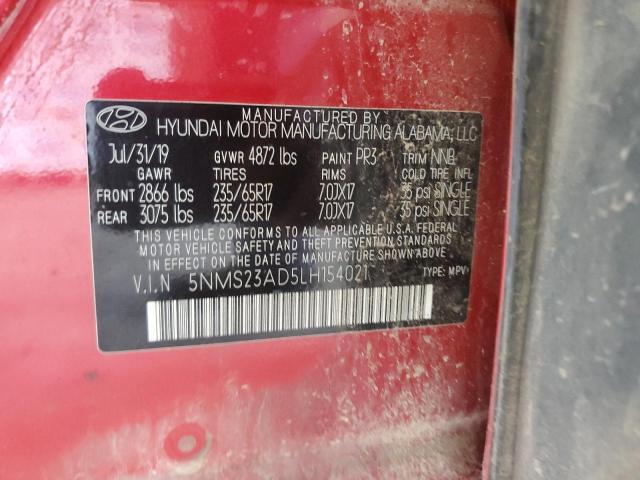 MANUFACTURED BY
HYUNDAI MOTOR MANUFACTURING ALABAMA, LLC
Jul/31/19 GVWR 4872 lbs PAINT PR3 TRIM NNB
GAWR TIRES RIMS COLD TIRE INFL
FRONT 2866 lbs 235/65R17 7.0JX17 35 psi SINGLE
REAR 3075 lbs 235/65R17 7.0JX17 35 psi SINGLE
THIS VEHICLE CONFORMS TO ALL APPLICABLE U.S.A. FEDERAL
MOTOR VEHICLE SAFETY AND BUMPER STANDARDS IN EFFECT
ON THE DATE OF MANUFACTURE SHOWN ABOVE.
V.I.N 5NMS23AD5LH154021 TYPE: MPV